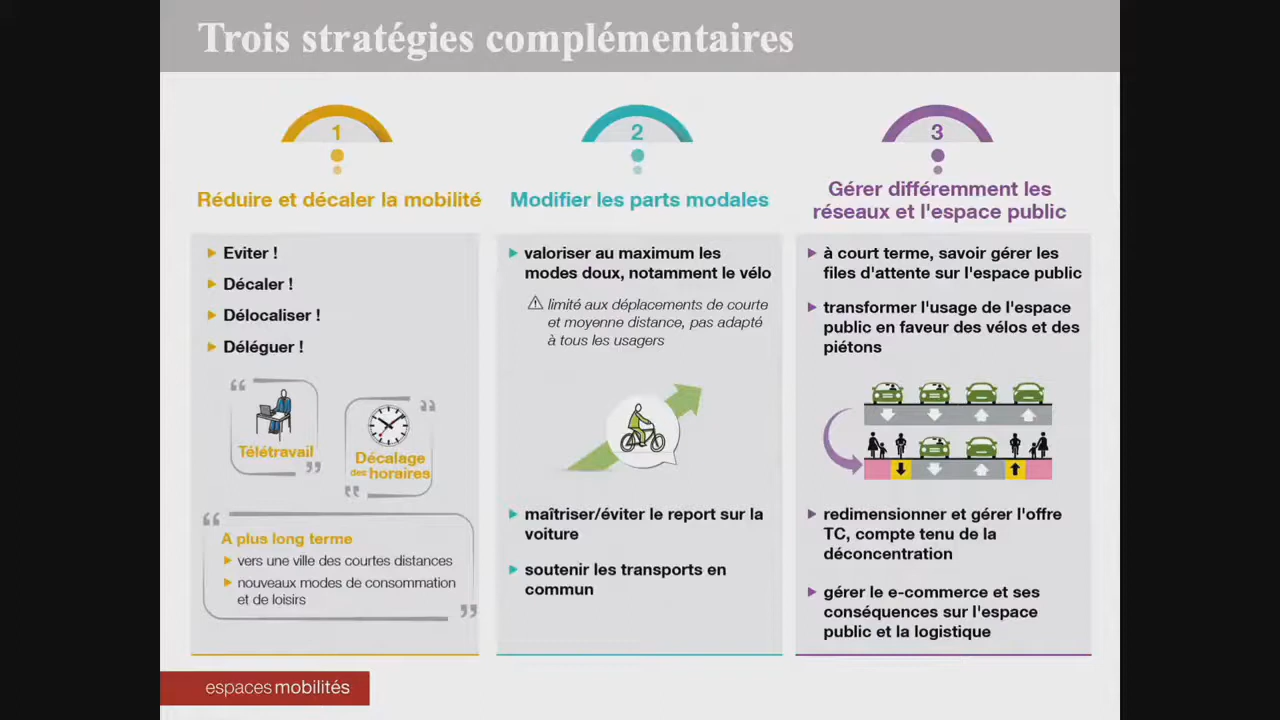 Trois stratégies complémentaires
1
Réduire et décaler la mobilité
Eviter !
Décaler !
Délocaliser !
Déléguer !
Télétravail
Décalage
des horaires
A plus long terme
vers une ville des courtes distances
nouveaux modes de consommation
et de loisirs
2
Modifier les parts modales
valoriser au maximum les
modes doux, notamment le vélo
limité aux déplacements de courte
et moyenne distance, pas adapté
à tous les usagers
maîtriser/éviter le report sur la
voiture
soutenir les transports en
commun
3
Gérer différemment les
réseaux et l'espace public
à court terme, savoir gérer les
files d'attente sur l'espace public
transformer l'usage de l'espace
public en faveur des vélos et des
piétons
redimensionner et gérer l'offre
TC, compte tenu de la
déconcentration
gérer le e-commerce et ses
conséquences sur l'espace
public et la logistique
espacesmobilités